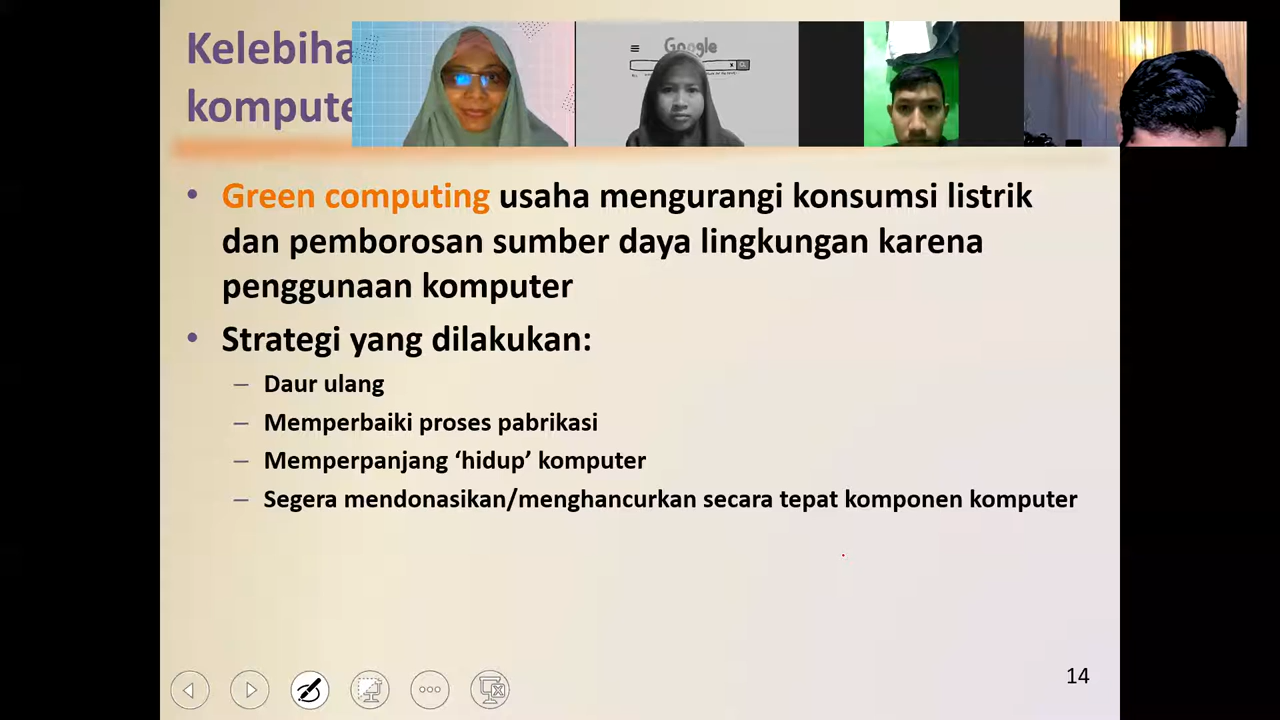 Kelebiha
kompute
Google
• Green computing usaha mengurangi konsumsi listrik
dan pemborosan sumber daya lingkungan karena
penggunaan komputer
• Strategi yang dilakukan:
– Daur ulang
– Memperbaiki proses pabrikasi
– Memperpanjang ‘hidup’ komputer
– Segera mendonasikan/menghancurkan secara tepat komponen komputer
14